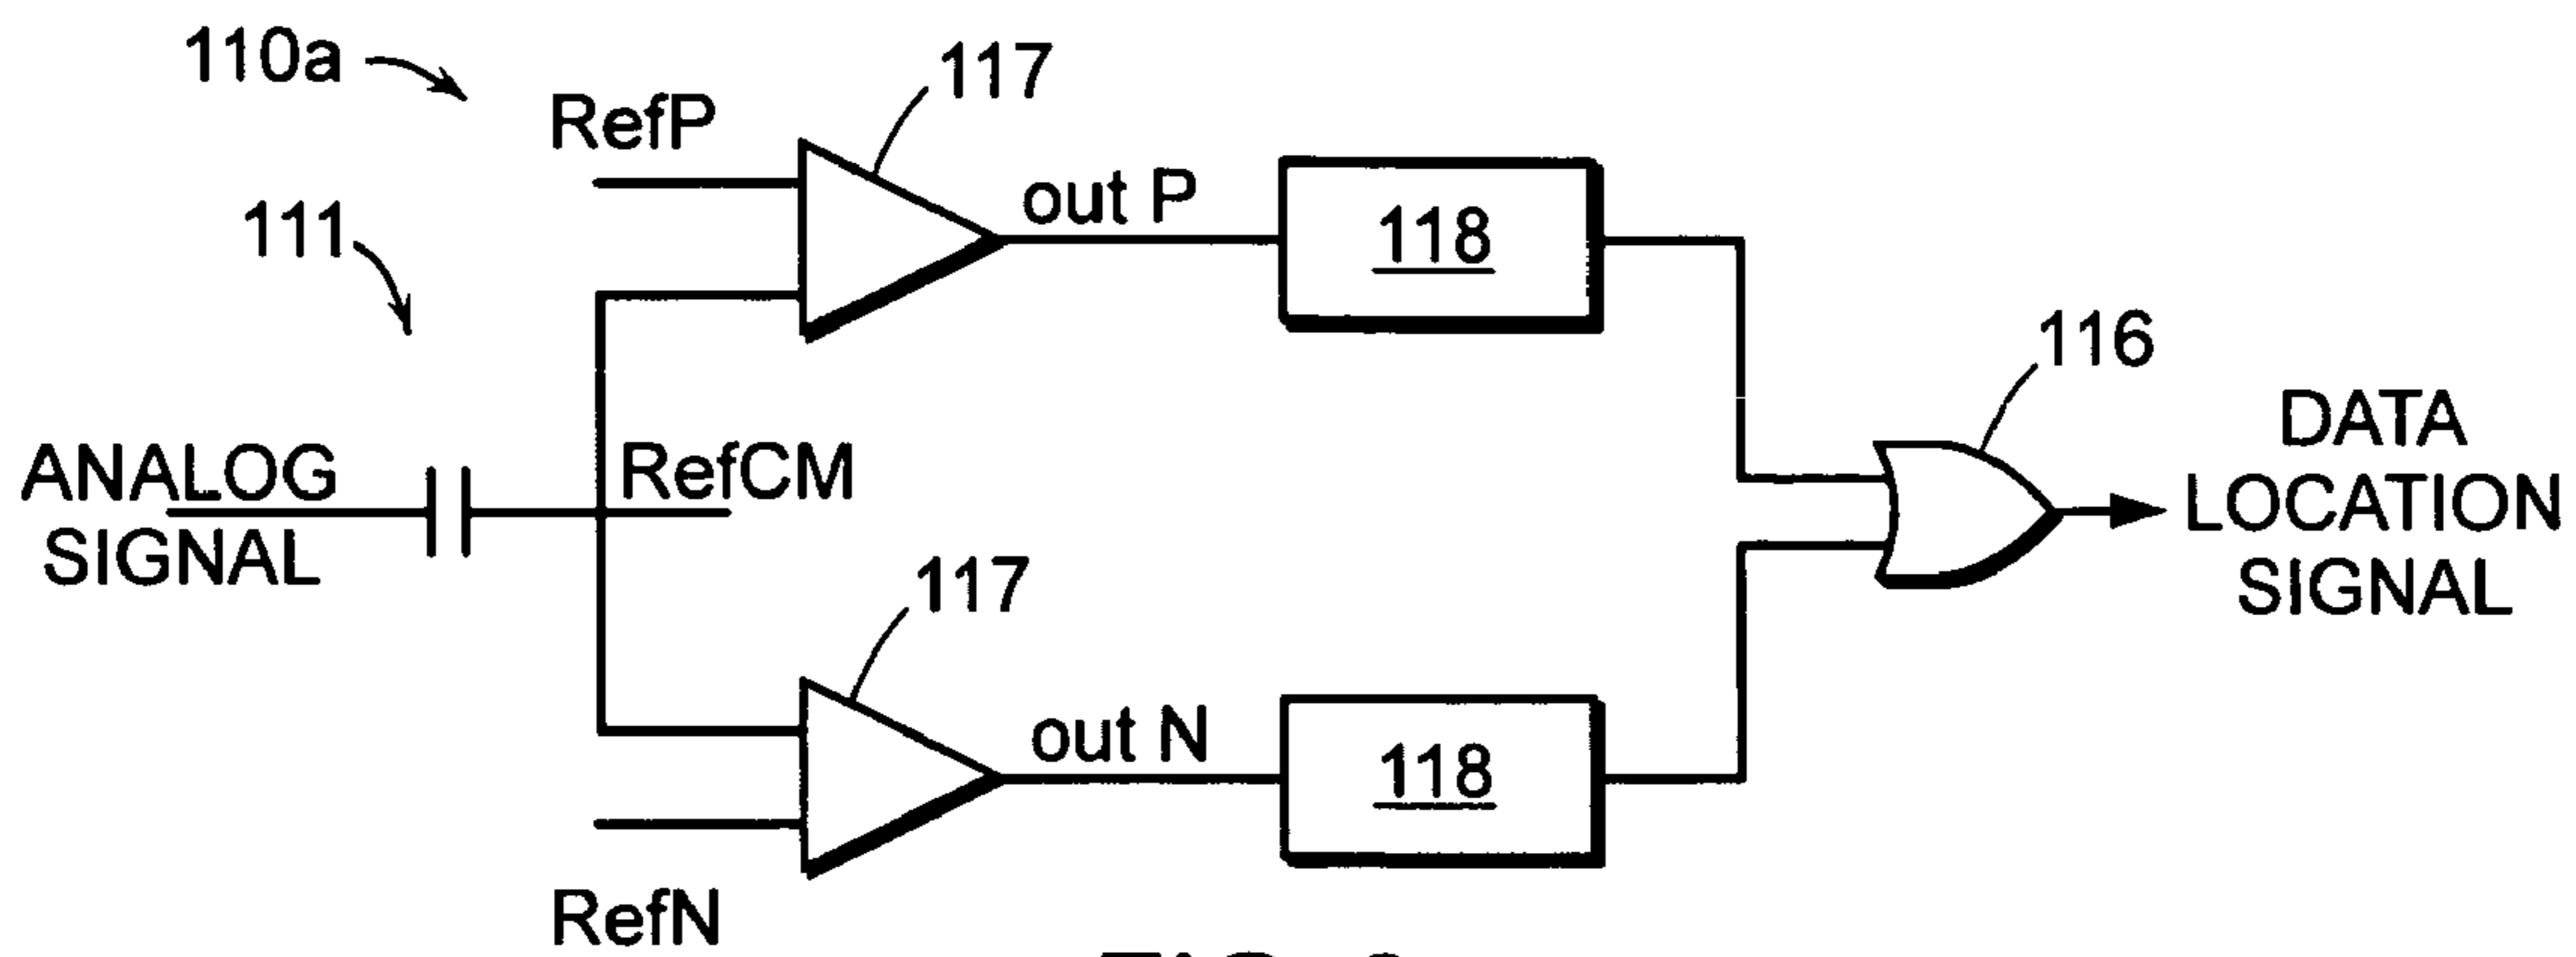 110a
117
RefP
111
out P
118
116
ANALOG
SIGNAL
RefCM
DATA
LOCATION
SIGNAL
117
out N
118
RefN